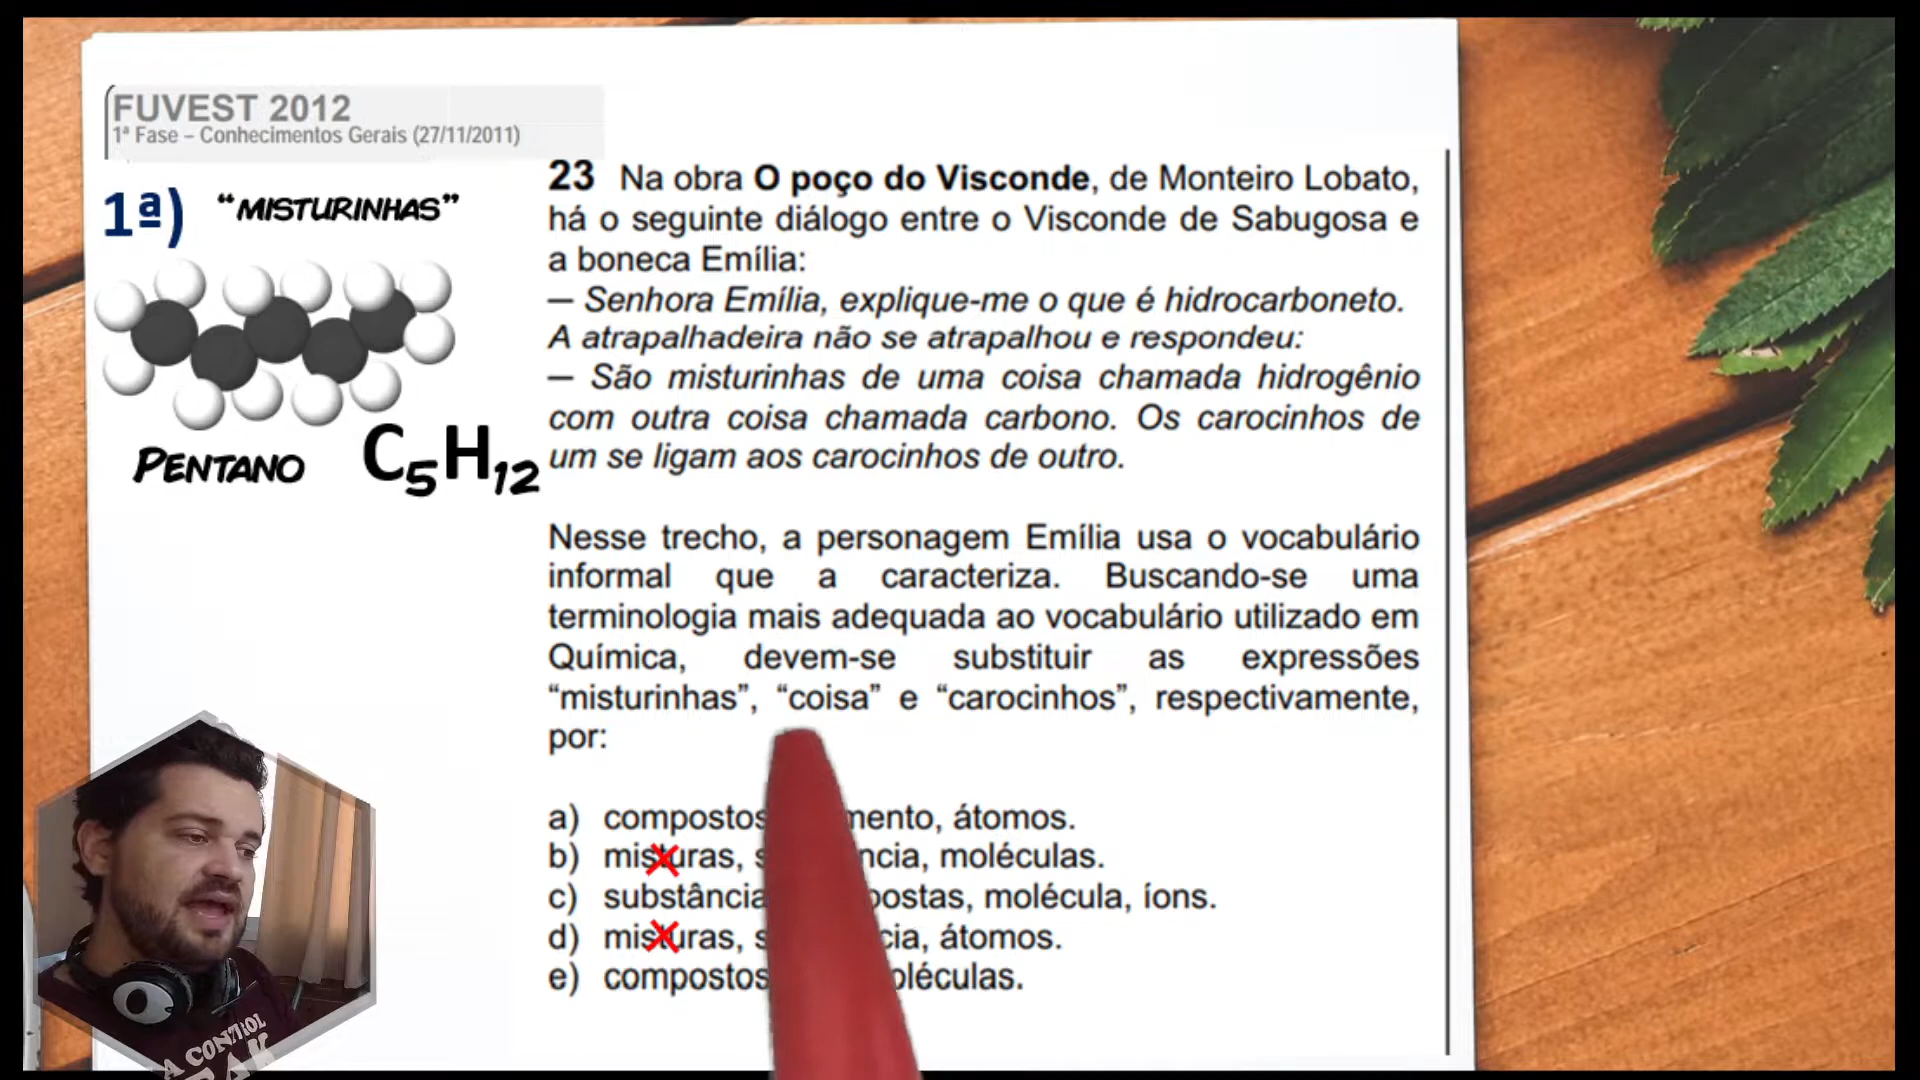 FUVEST 2012
1ª Fase – Conhecimentos Gerais (27/11/2011)
1ª) “MISTURINHAS”
PENTANO C5H12
23 Na obra O poço do Visconde, de Monteiro Lobato,
há o seguinte diálogo entre o Visconde de Sabugosa e
a boneca Emília:
— Senhora Emília, explique-me o que é hidrocarboneto.
A atrapalhadeira não se atrapalhou e respondeu:
— São misturinhas de uma coisa chamada hidrogênio
com outra coisa chamada carbono. Os carocinhos de
um se ligam aos carocinhos de outro.
Nesse trecho, a personagem Emília usa o vocabulário
informal que a caracteriza. Buscando-se uma
terminologia mais adequada ao vocabulário utilizado em
Química, devem-se substituir as expressões
“misturinhas”, “coisa” e “carocinhos”, respectivamente,
por:
a) compostos mento, átomos.
b) misturas, s ncia, moléculas.
c) substância postas, molécula, íons.
d) misturas, s cia, átomos.
e) compostos oléculas.
A CONTROL